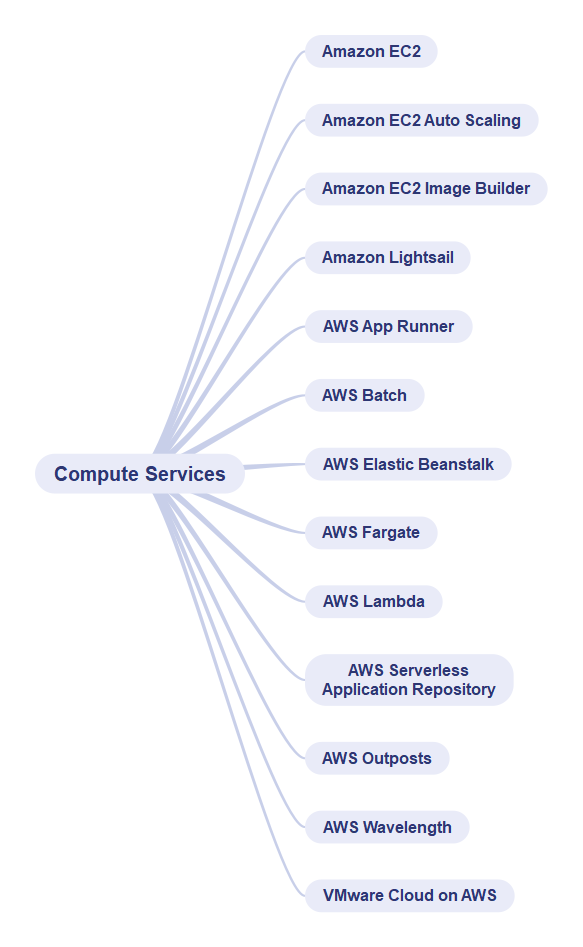 Amazon EC2
Amazon EC2 Auto Scaling
Amazon EC2 Image Builder
Amazon Lightsail
AWS App Runner
AWS Batch
Compute Services
AWS Elastic Beanstalk
AWS Fargate
AWS Lambda
AWS Serverless
Application Repository
AWS Outposts
AWS Wavelength
VMware Cloud on AWS